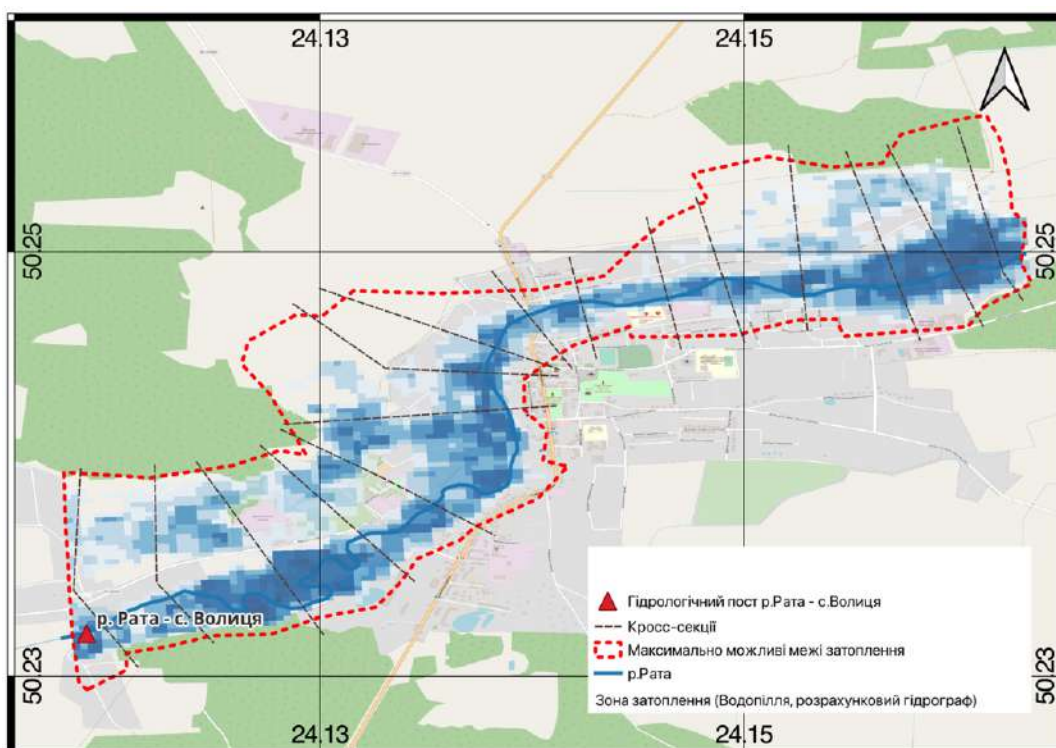 24.13 24.15
50.25 50.25
р. Рата - с. Волиця
Гідрологічний пост р.Рата - с.Волиця
Кросс-секції
Максимально можливі межі затоплення
р.Рата
Зона затоплення (Водопілля, розрахунковий гідрограф)
50.23 50.23
24.13 24.15